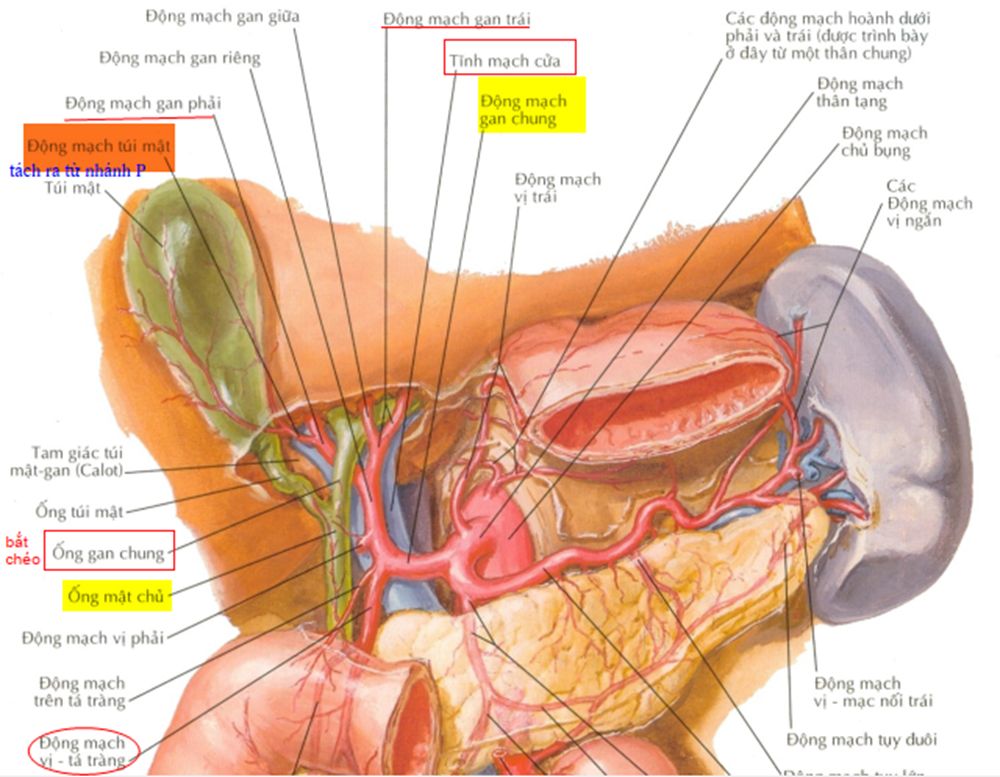 Động mạch gan giữa
Động mạch gan trái
Các động mạch hoành dưới
phải và trái (được trình bày
ở đây từ một thân chung)
Động mạch gan riêng
Tĩnh mạch cửa
Động mạch
thân tạng
Động mạch gan phải
Động mạch
gan chung
Động mạch
chủ bụng
Động mạch túi mật
tách ra từ nhánh P
Túi mật
Động mạch
vị trái
Các
Động mạch
vị ngắn
Tam giác túi
mật-gan (Calot)
Ống túi mật
bắt
chéo
Ống gan chung
Ống mật chủ
Động mạch vị phải
Động mạch
trên tá tràng
Động mạch
vị - tá tràng
Động mạch
vị - mạc nối trái
Động mạch tụy đuôi